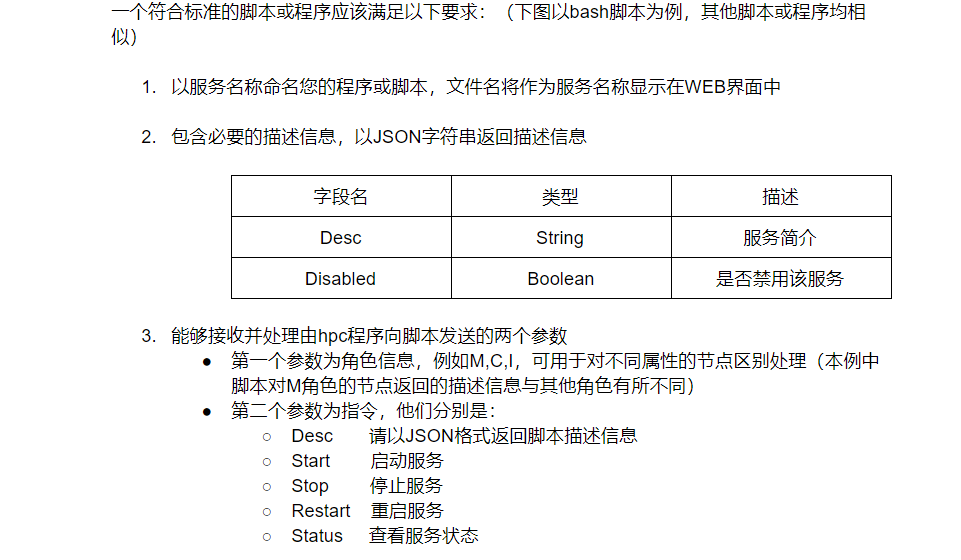 一个符合标准的脚本或程序应该满足以下要求：（下图以bash脚本为例，其他脚本或程序均相
似）
1. 以服务名称命名您的程序或脚本，文件名将作为服务名称显示在WEB界面中
2. 包含必要的描述信息，以JSON字符串返回描述信息
字段名 类型 描述
Desc String 服务简介
Disabled Boolean 是否禁用该服务
3. 能够接收并处理由hpc程序向脚本发送的两个参数
● 第一个参数为角色信息，例如M,C,I，可用于对不同属性的节点区别处理（本例中
脚本对M角色的节点返回的描述信息与其他角色有所不同）
● 第二个参数为指令，他们分别是：
○ Desc 请以JSON格式返回脚本描述信息
○ Start 启动服务
○ Stop 停止服务
○ Restart 重启服务
○ Status 查看服务状态